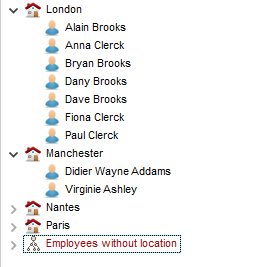 London
Alain Brooks
Anna Clerck
Bryan Brooks
Dany Brooks
Dave Brooks
Fiona Clerck
Paul Clerck
Manchester
Didier Wayne Addams
Virginie Ashley
Nantes
Paris
Employees without location